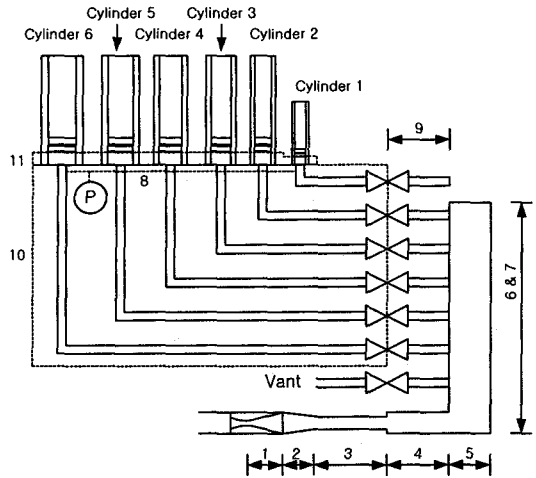 Cylinder 5
Cylinder 3
Cylinder 6
Cylinder 4
Cylinder 2
Cylinder 1
9
11
8
P
10
6 & 7
Vant
1
2
3
4
5